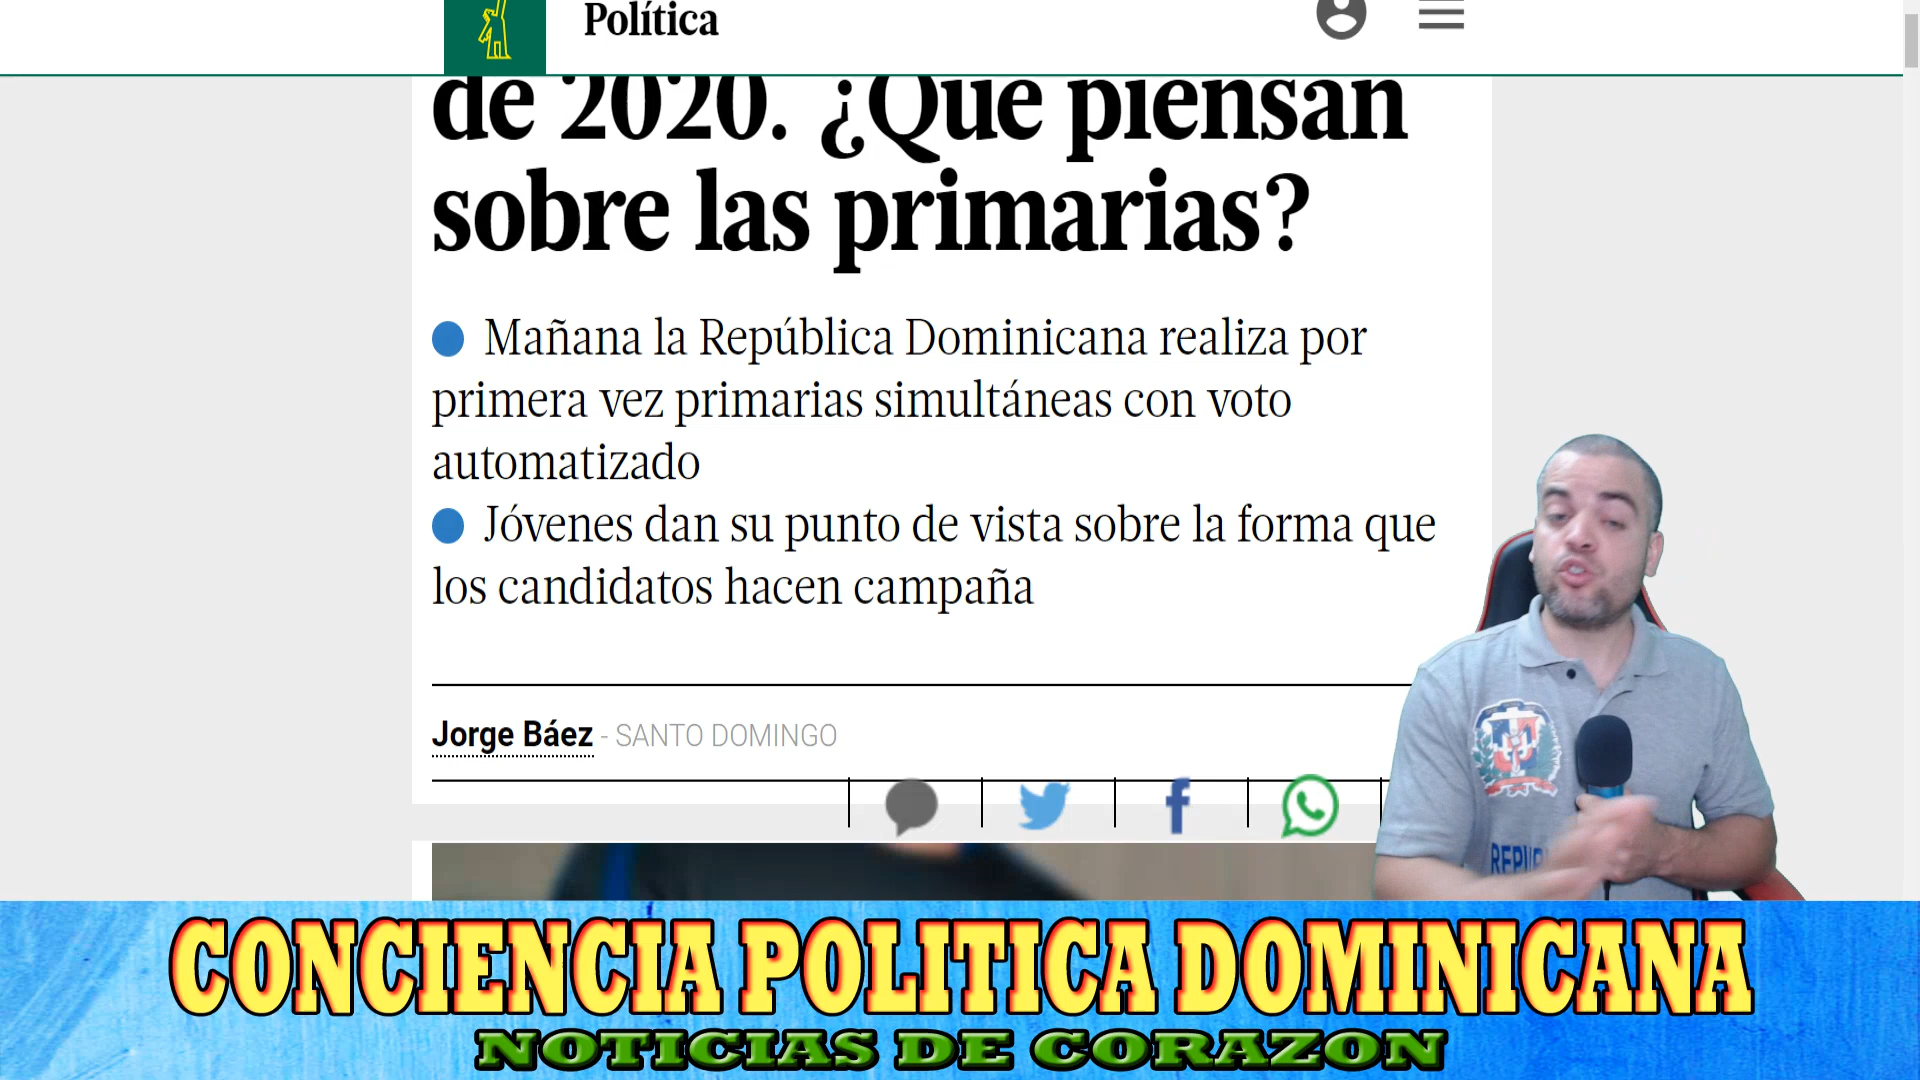 Política
de 2020. ¿Qué piensan
sobre las primarias?
Mañana la República Dominicana realiza por
primera vez primarias simultáneas con voto
automatizado
Jóvenes dan su punto de vista sobre la forma que
los candidatos hacen campaña
Jorge Báez - SANTO DOMINGO
CONCIENCIA POLITICA DOMINICANA
NOTICIAS DE CORAZON